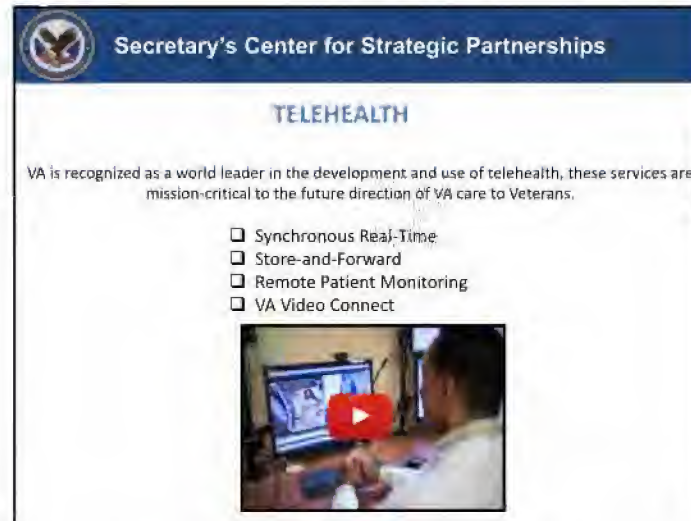 Secretary's Center for Strategic Partnerships
TELEHEALTH
VA is recognized as a world leader in the development and use of telehealth, these services are
mission-critical to the future direction of VA care to Veterans.
Synchronous Real-Time
Store-and-Forward
Remote Patient Monitoring
VA Video Connect